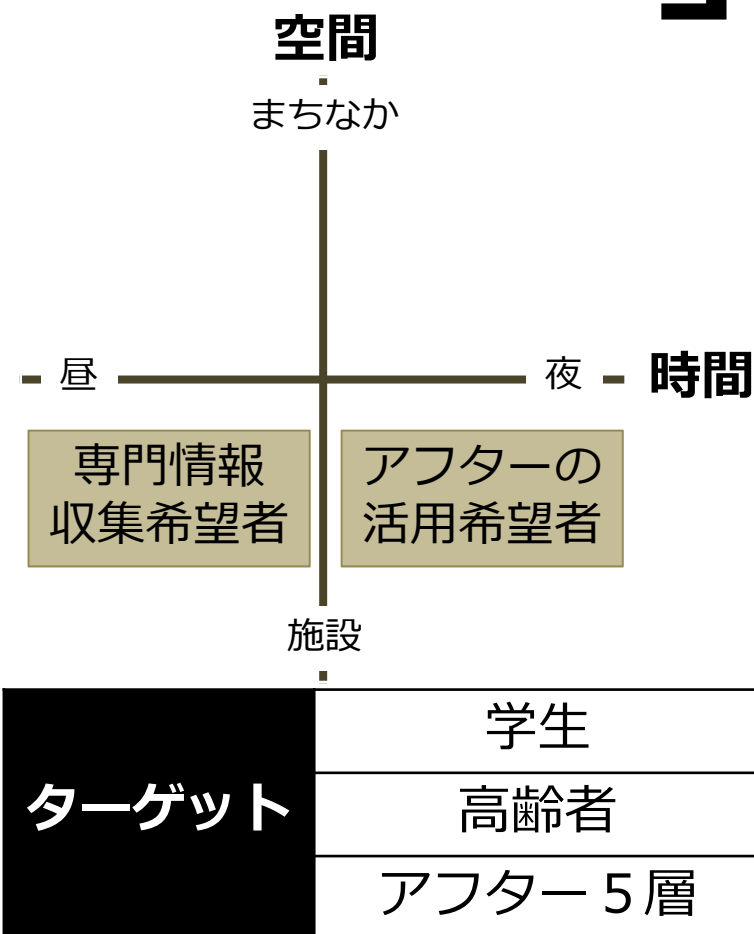 空間
まちなか
昼
夜
時間
専門情報
収集希望者
アフターの
活用希望者
施設
ターゲット
学生
高齢者
アフター５層